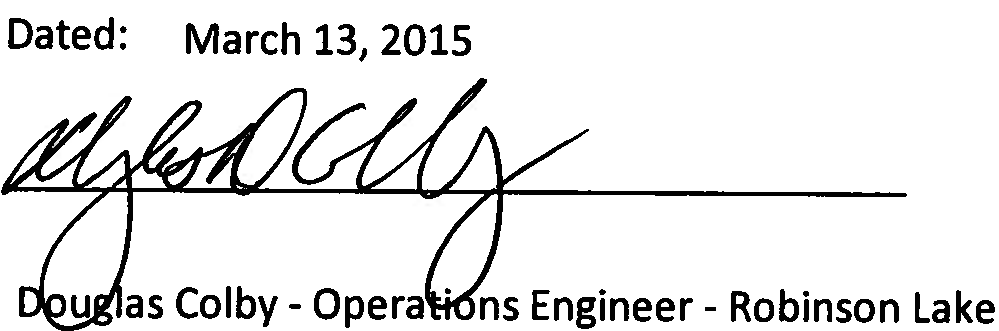 Dated: March 13, 2015
Douglas Colby - Operations Engineer - Robinson Lake